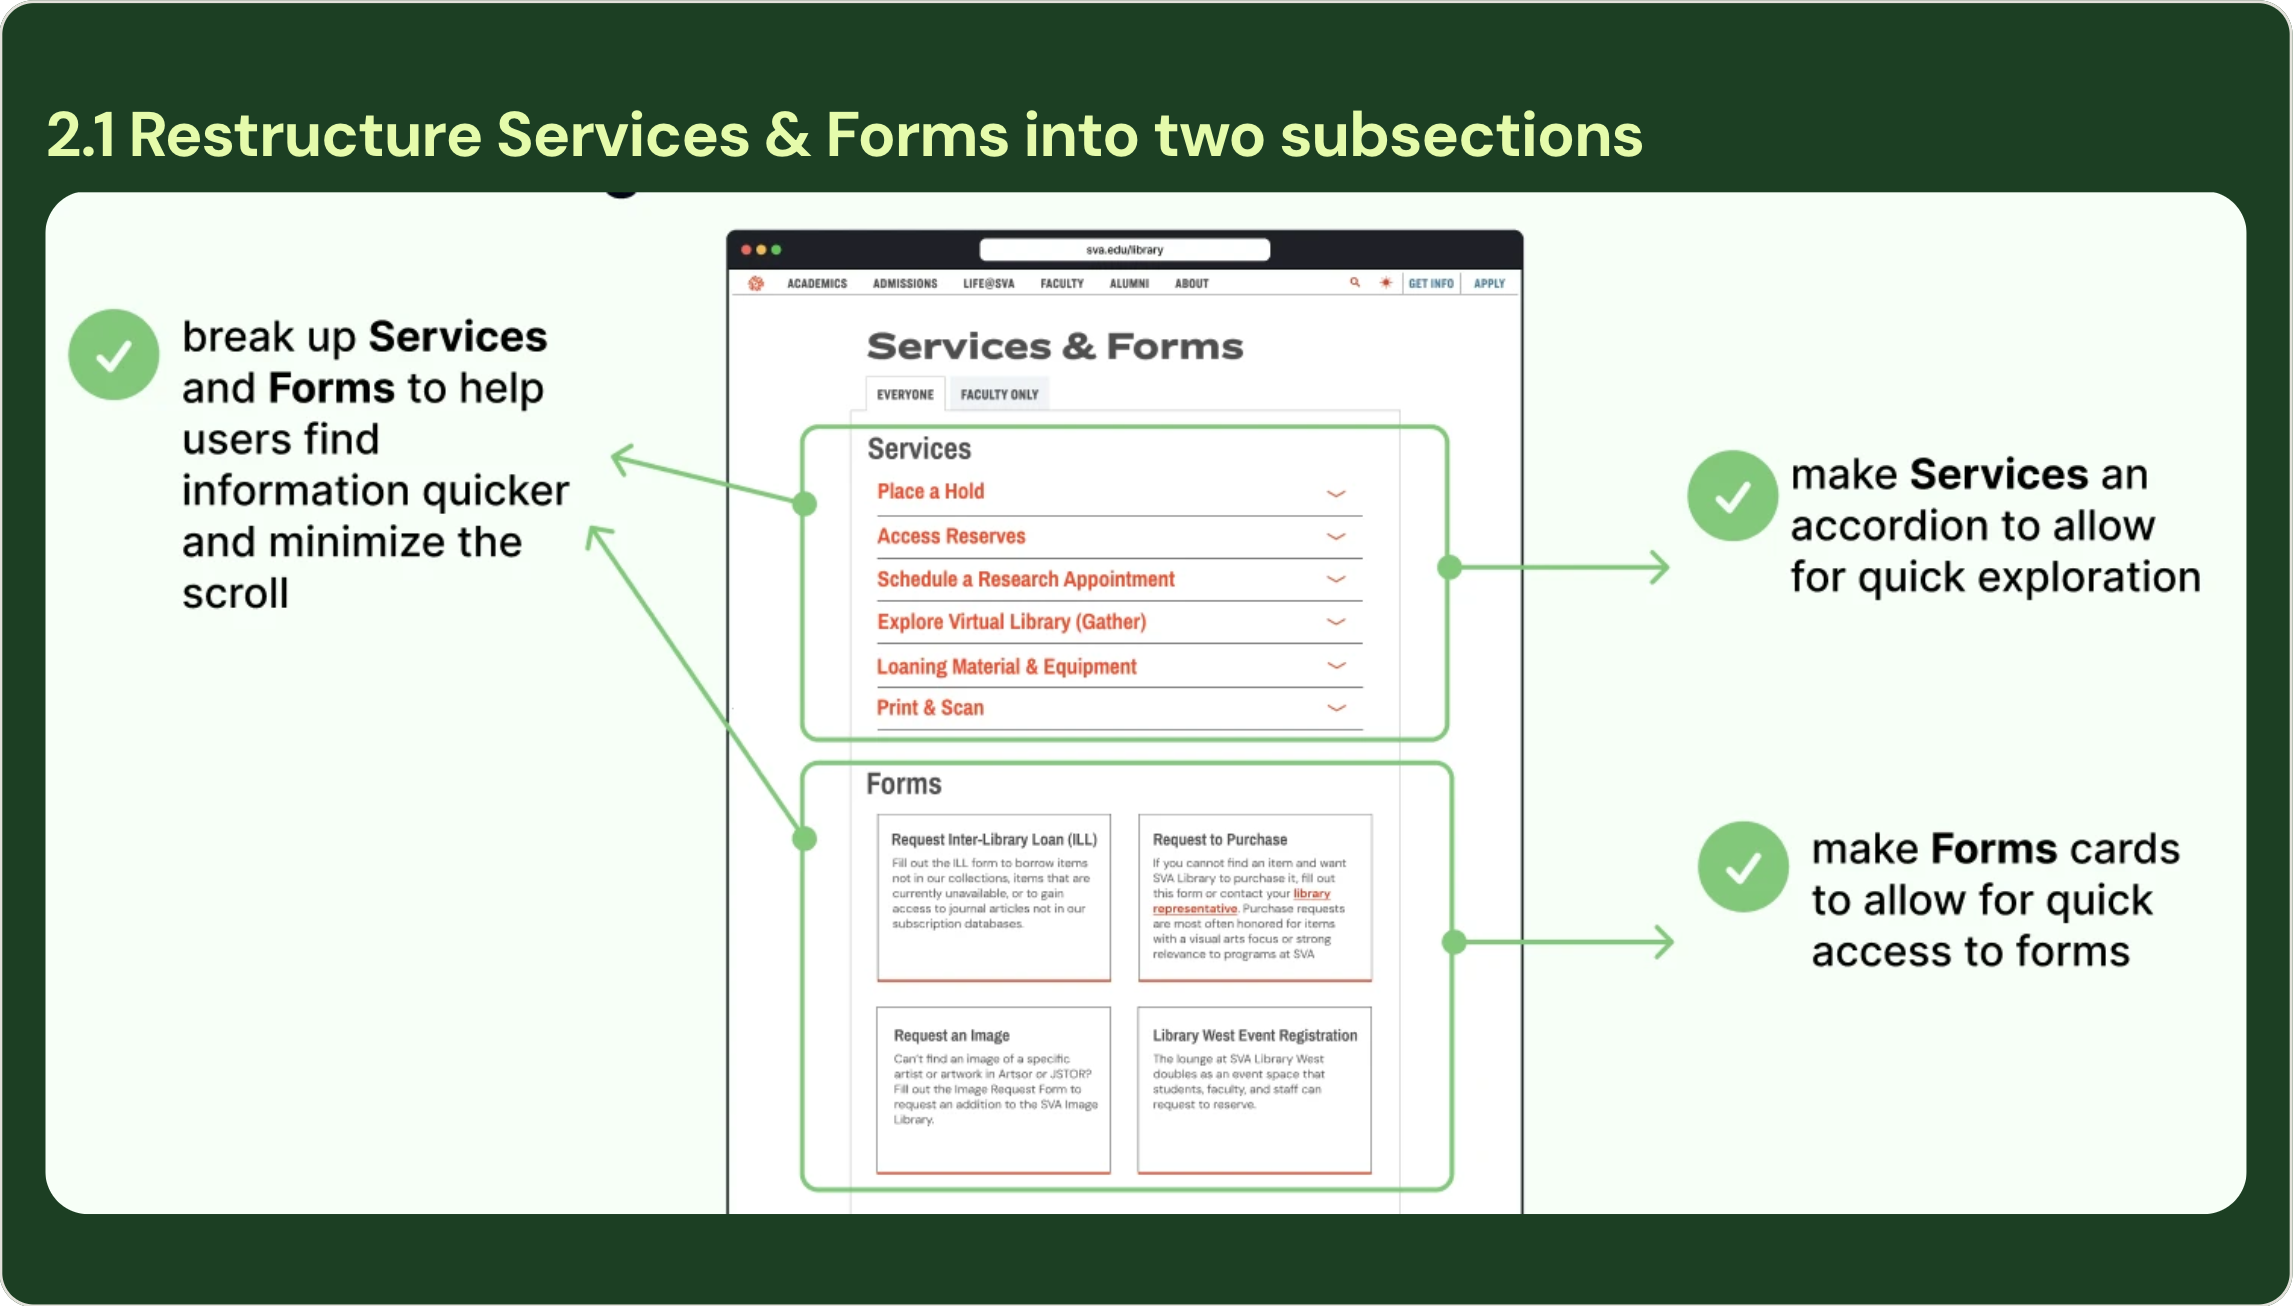 2.1 Restructure Services & Forms into two subsections
break up Services
and Forms to help
users find
information quicker
and minimize the
scroll
sva.edu/library
ACADEMICS ADMISSIONS LIFE@SVA FACULTY ALUMNI ABOUT GET INFO APPLY
Services & Forms
EVERYONE FACULTY ONLY
Services
Place a Hold
Access Reserves
Schedule a Research Appointment
Explore Virtual Library (Gather)
Loaning Material & Equipment
Print & Scan
Forms
Request Inter-Library Loan (ILL)
Fill out the ILL form to borrow items
not in our collections, items that are
currently unavailable, or to gain
access to journal articles not in our
subscription databases.
Request to Purchase
If you cannot find an item and want
SVA Library to purchase it, fill out
this form or contact your library
representative. Purchase requests
are most often honored for items
with a visual arts focus or strong
relevance to programs at SVA
Request an Image
Can't find an image of a specific
artist or artwork in Artsor or JSTOR?
Fill out the Image Request Form to
request an addition to the SVA Image
Library.
Library West Event Registration
The lounge at SVA Library West
doubles as an event space that
students, faculty, and staff can
request to reserve.
make Services an
accordion to allow
for quick exploration
make Forms cards
to allow for quick
access to forms